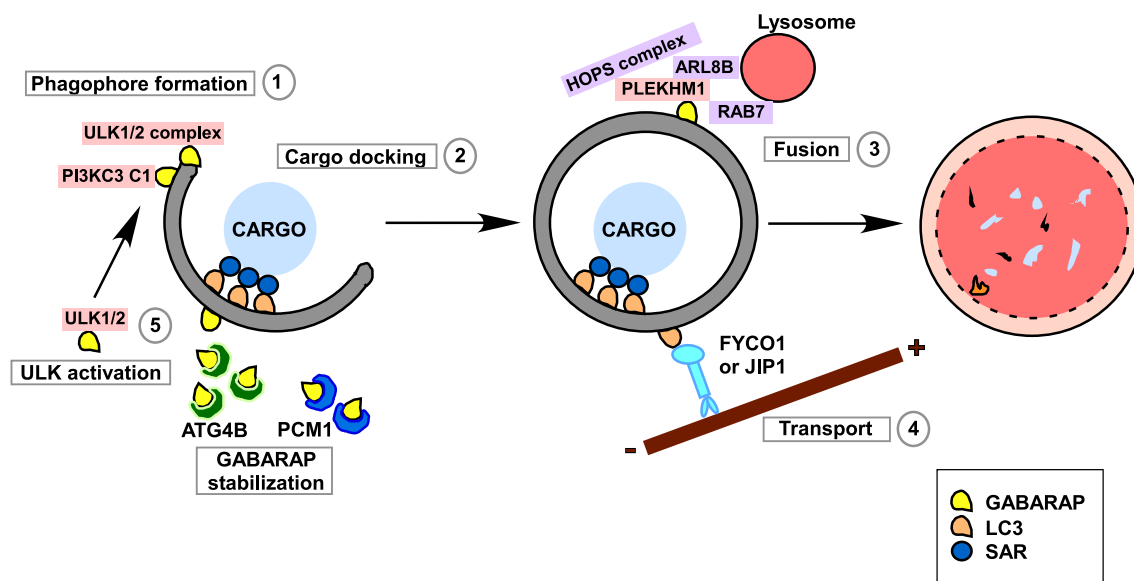 Phagophore formation 1
ULK1/2 complex
PI3KC3 C1
Cargo docking 2
CARGO
ULK1/2
5
ULK activation
ATG4B
PCM1
GABARAP
stabilization
HOPS complex
Lysosome
ARL8B
PLEKHM1
RAB7
Fusion 3
CARGO
FYCO1
or JIP1
+
-
Transport 4
GABARAP
LC3
SAR